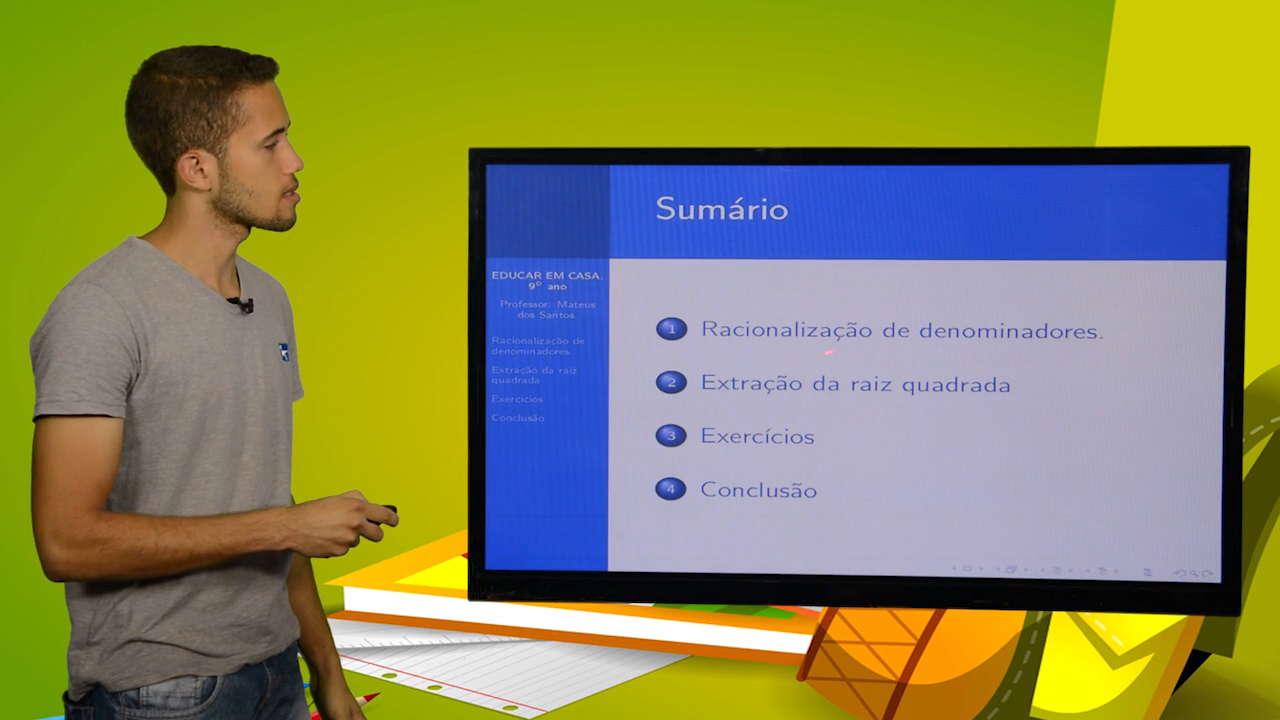 Sumário
EDUCAR EM CASA.
9º ano
Professor: Mateus
dos Santos
Racionalização de
denominadores.
Extração da raiz
quadrada
Exercícios
Conclusão
1 Racionalização de denominadores.
2 Extração da raiz quadrada
3 Exercícios
4 Conclusão